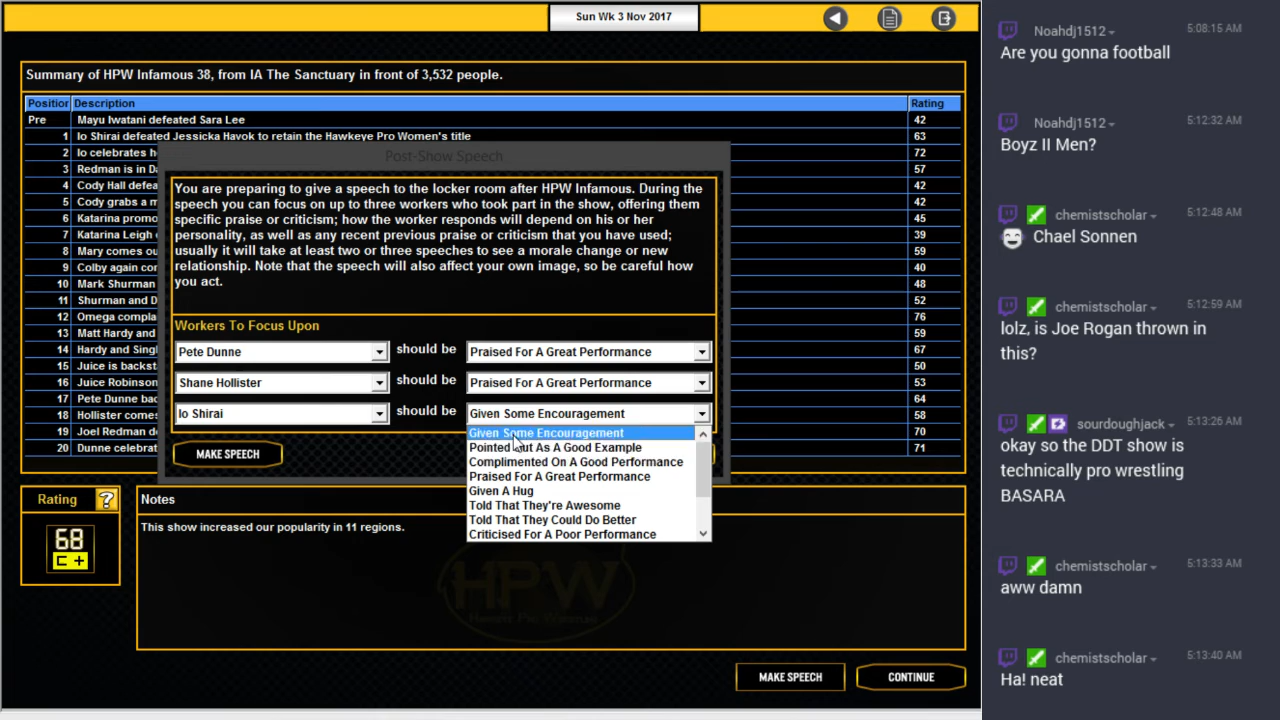 Sun Wk 3 Nov 2017
Summary of HPW Infamous 38, from IA The Sanctuary in front of 3,532 people.
Position Description Rating
Pre Mayu Iwatani defeated Sara Lee 42
1 Io Shirai defeated Jessicka Havok to retain the Hawkeye Pro Women's title 63
2 Io celebrates h 72
3 Redman is in Da 57
4 Cody Hall defea 42
5 Cody grabs a m 42
6 Katarina promo 45
7 Katarina Leigh 39
8 Mary comes ou 59
9 Colby again cor 40
10 Mark Shurman 48
11 Shurman and D 52
12 Omega compla 76
13 Matt Hardy and 59
14 Hardy and Singl 67
15 Juice is backst 50
16 Juice Robinson 53
17 Pete Dunne bac 64
18 Hollister comes 58
19 Joel Redman de 70
20 Dunne celebrat 71
Post-Show Speech
You are preparing to give a speech to the locker room after HPW Infamous. During the
speech you can focus on up to three workers who took part in the show, offering them
specific praise or criticism; how the worker responds will depend on his or her
personality, as well as any recent previous praise or criticism that you have used;
usually it will take at least two or three speeches to see a morale change or new
relationship. Note that the speech will also affect your own image, so be careful how
you act.
Workers To Focus Upon
Pete Dunne should be Praised For A Great Performance
Shane Hollister should be Praised For A Great Performance
Io Shirai should be Given Some Encouragement
Given Some Encouragement
Pointed Out As A Good Example
Complimented On A Good Performance
Praised For A Great Performance
Given A Hug
Told That They're Awesome
Told That They Could Do Better
Criticised For A Poor Performance
MAKE SPEECH
Rating ?
68
C +
Notes
This show increased our popularity in 11 regions.
HPW
MAKE SPEECH
CONTINUE
Noahdj1512 5:08:15 AM
Are you gonna football
Noahdj1512 5:12:32 AM
Boyz II Men?
chemistscholar 5:12:48 AM
Chael Sonnen
chemistscholar 5:12:59 AM
lolz, is Joe Rogan thrown in
this?
sourdoughjack 5:13:26 AM
okay so the DDT show is
technically pro wrestling
BASARA
chemistscholar 5:13:33 AM
aww damn
chemistscholar 5:13:40 AM
Ha! neat